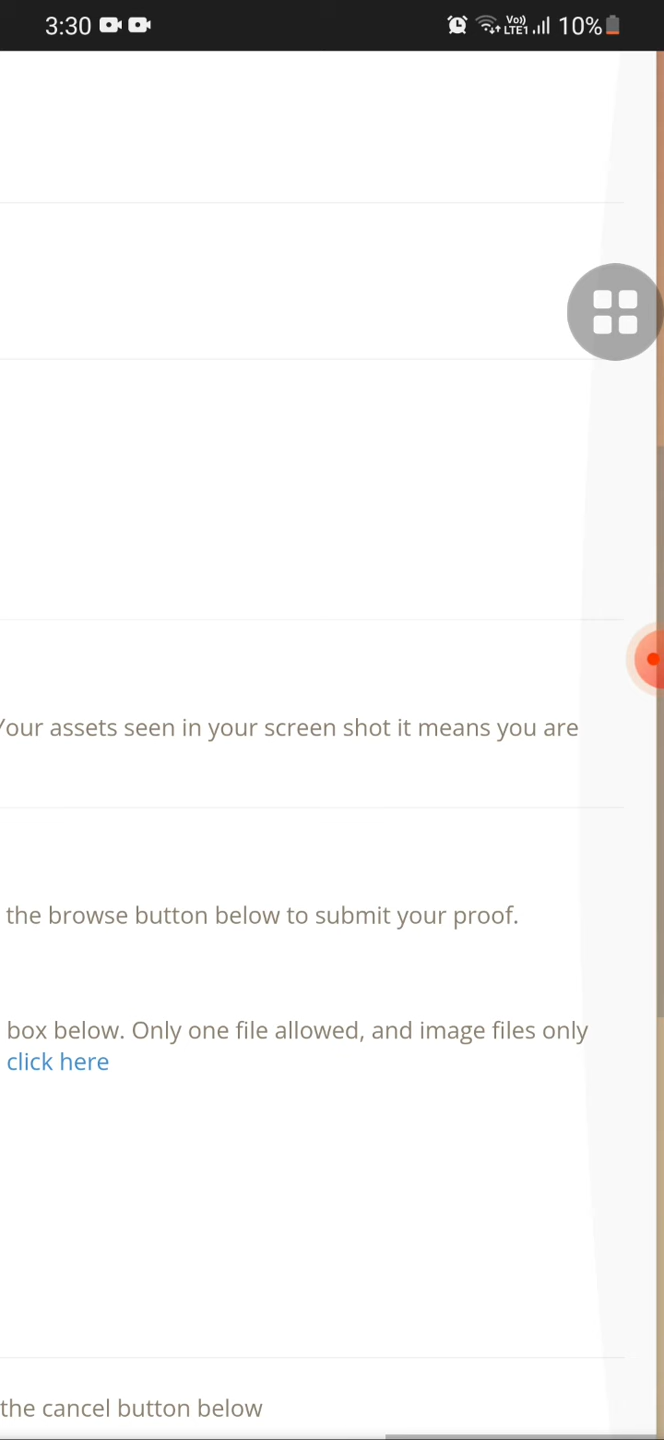 3:30
Vo)) LTE1 10%
Your assets seen in your screen shot it means you are
the browse button below to submit your proof.
box below. Only one file allowed, and image files only
click here
the cancel button below